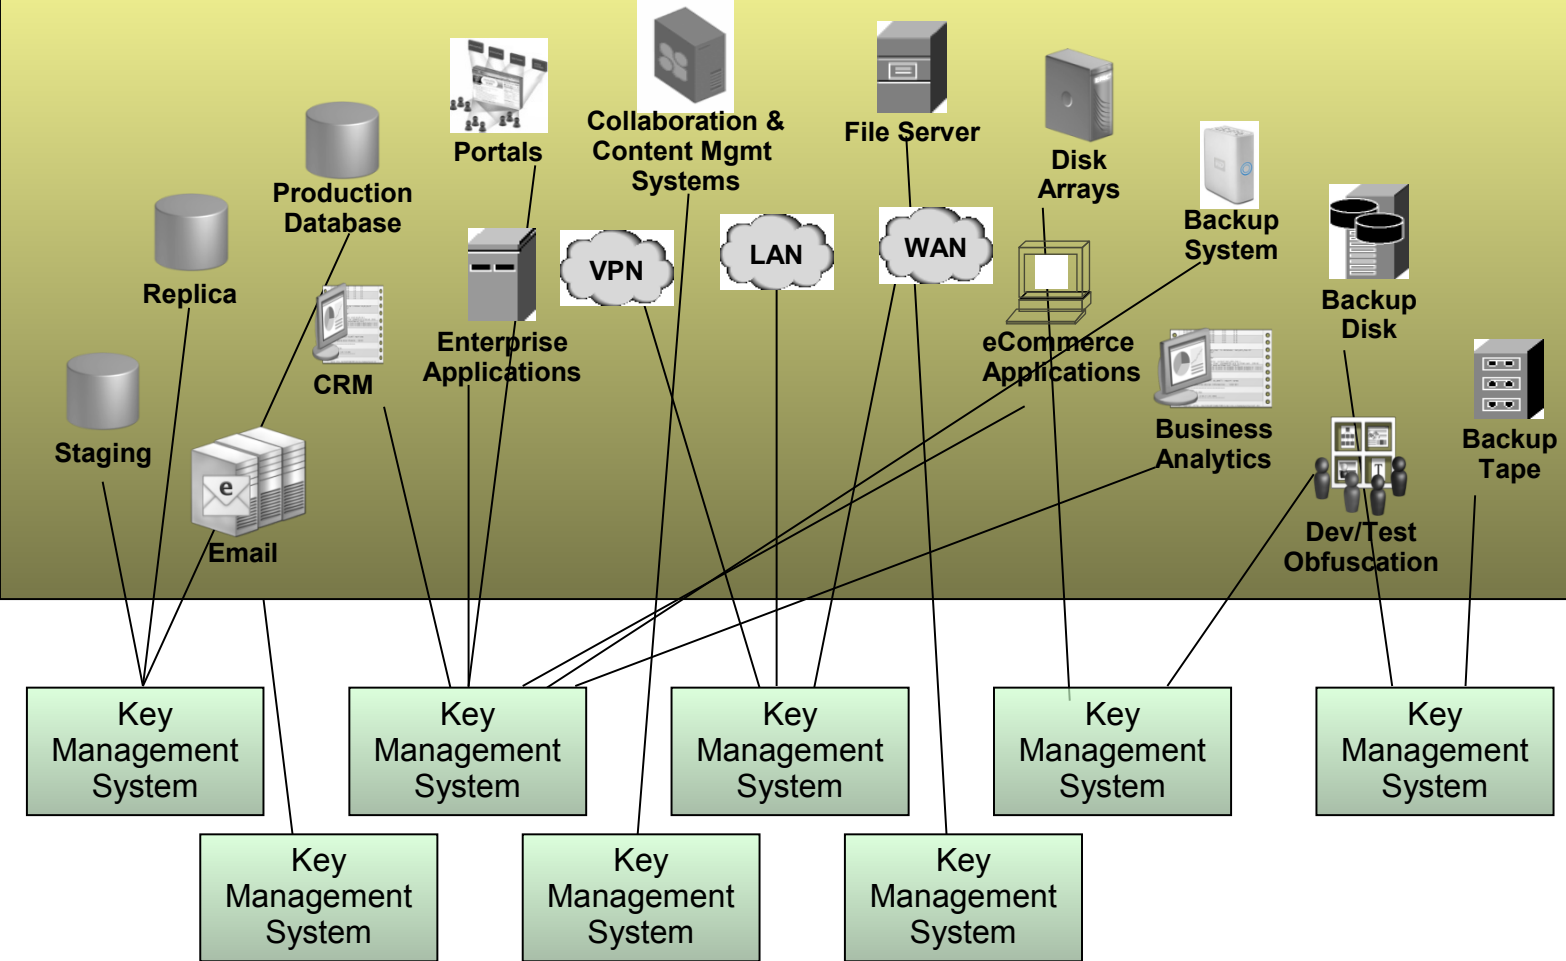 Portals
Collaboration &
Content Mgmt
Systems
File Server
Disk
Arrays
Production
Database
Backup
System
Replica
VPN
LAN
WAN
Backup
Disk
CRM
Enterprise
Applications
eCommerce
Applications
Staging
e
Email
Business
Analytics
T
Dev/Test
Obfuscation
Backup
Tape
Key
Management
System
Key
Management
System
Key
Management
System
Key
Management
System
Key
Management
System
Key
Management
System
Key
Management
System
Key
Management
System